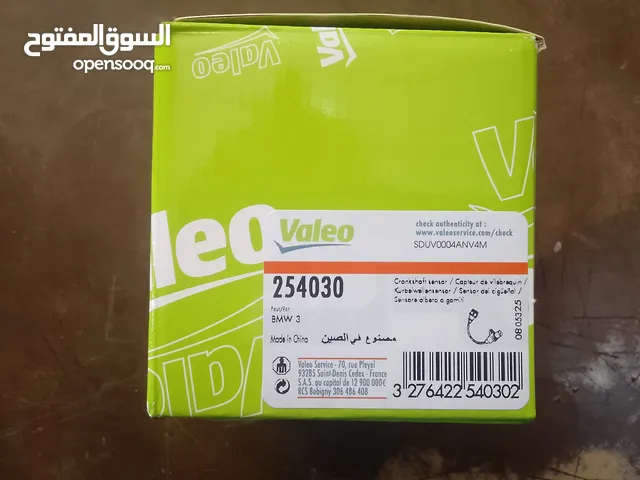 السوق المفتوح
opensooq.com
Valeo
Valeo
Valeo
Valeo
check authenticity at :
www.valeoservice.com/check
SDUV0004ANV4M
254030
Pour/For
BMW 3
Crankshaft sensor / Capteur de vilebrequin /
Kurbelwellensensor / Sensor del cigüeñal /
Sensore albero a gomiti
080532S
Made in China
مصنوع في الصين
Valeo Service - 70, rue Pleyel
93285 Saint-Denis Cedex - France
S.A.S. au capital de 12 900 000€
RCS Bobigny 306 486 408
3 276422 540302